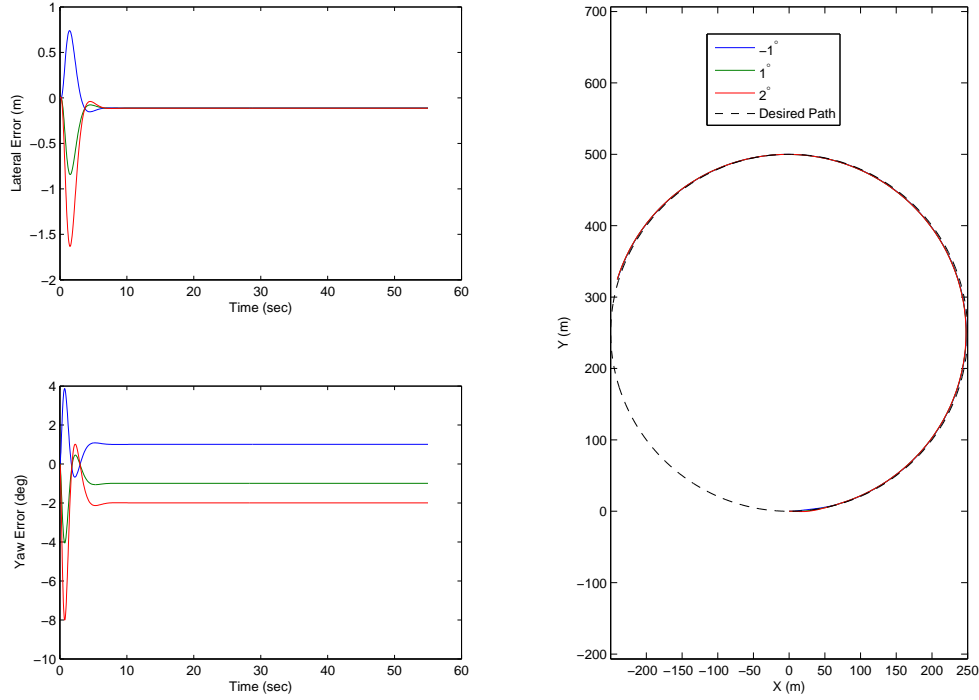 1
0.5
0
−0.5
−1
−1.5
−2
Lateral Error (m)
0 10 20 30 40 50 60
Time (sec)
4
2
0
−2
−4
−6
−8
−10
Yaw Error (deg)
0 10 20 30 40 50 60
Time (sec)
700
600
500
400
300
200
100
0
−100
−200
Y (m)
−200 −150 −100 −50 0 50 100 150 200 250
X (m)
−1°
1°
2°
Desired Path